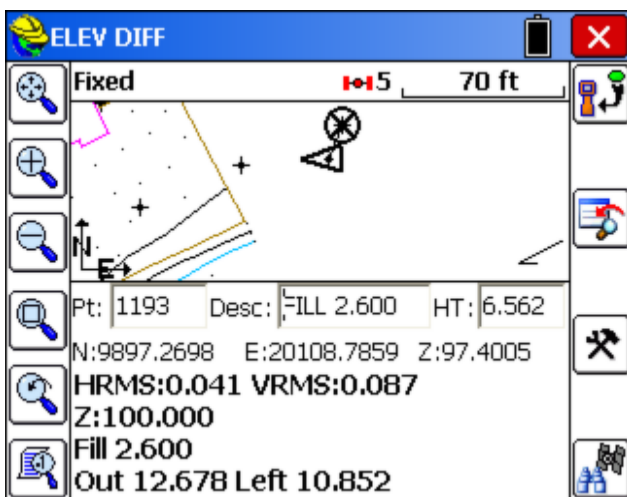 ELEV DIFF
Fixed 5 70 ft
N
E
Pt: 1193 Desc: FILL 2.600 HT: 6.562
N:9897.2698 E:20108.7859 Z:97.4005
HRMS:0.041 VRMS:0.087
Z:100.000
Fill 2.600
Out 12.678 Left 10.852